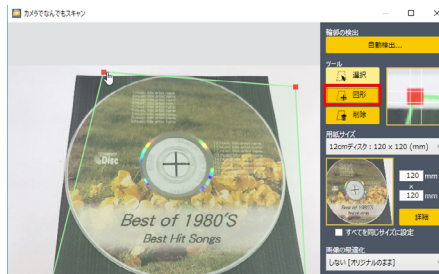 カメラでなんでもスキャン
輪郭の検出
自動検出...
ツール
選択
図形
削除
用紙サイズ
12cmディスク : 120 x 120 (mm)
120 mm
×
120 mm
詳細
すべてを同じサイズに設定
画像の最適化
しない [オリジナルのまま]
Disc
Best of 1980'S
Best Hit Songs